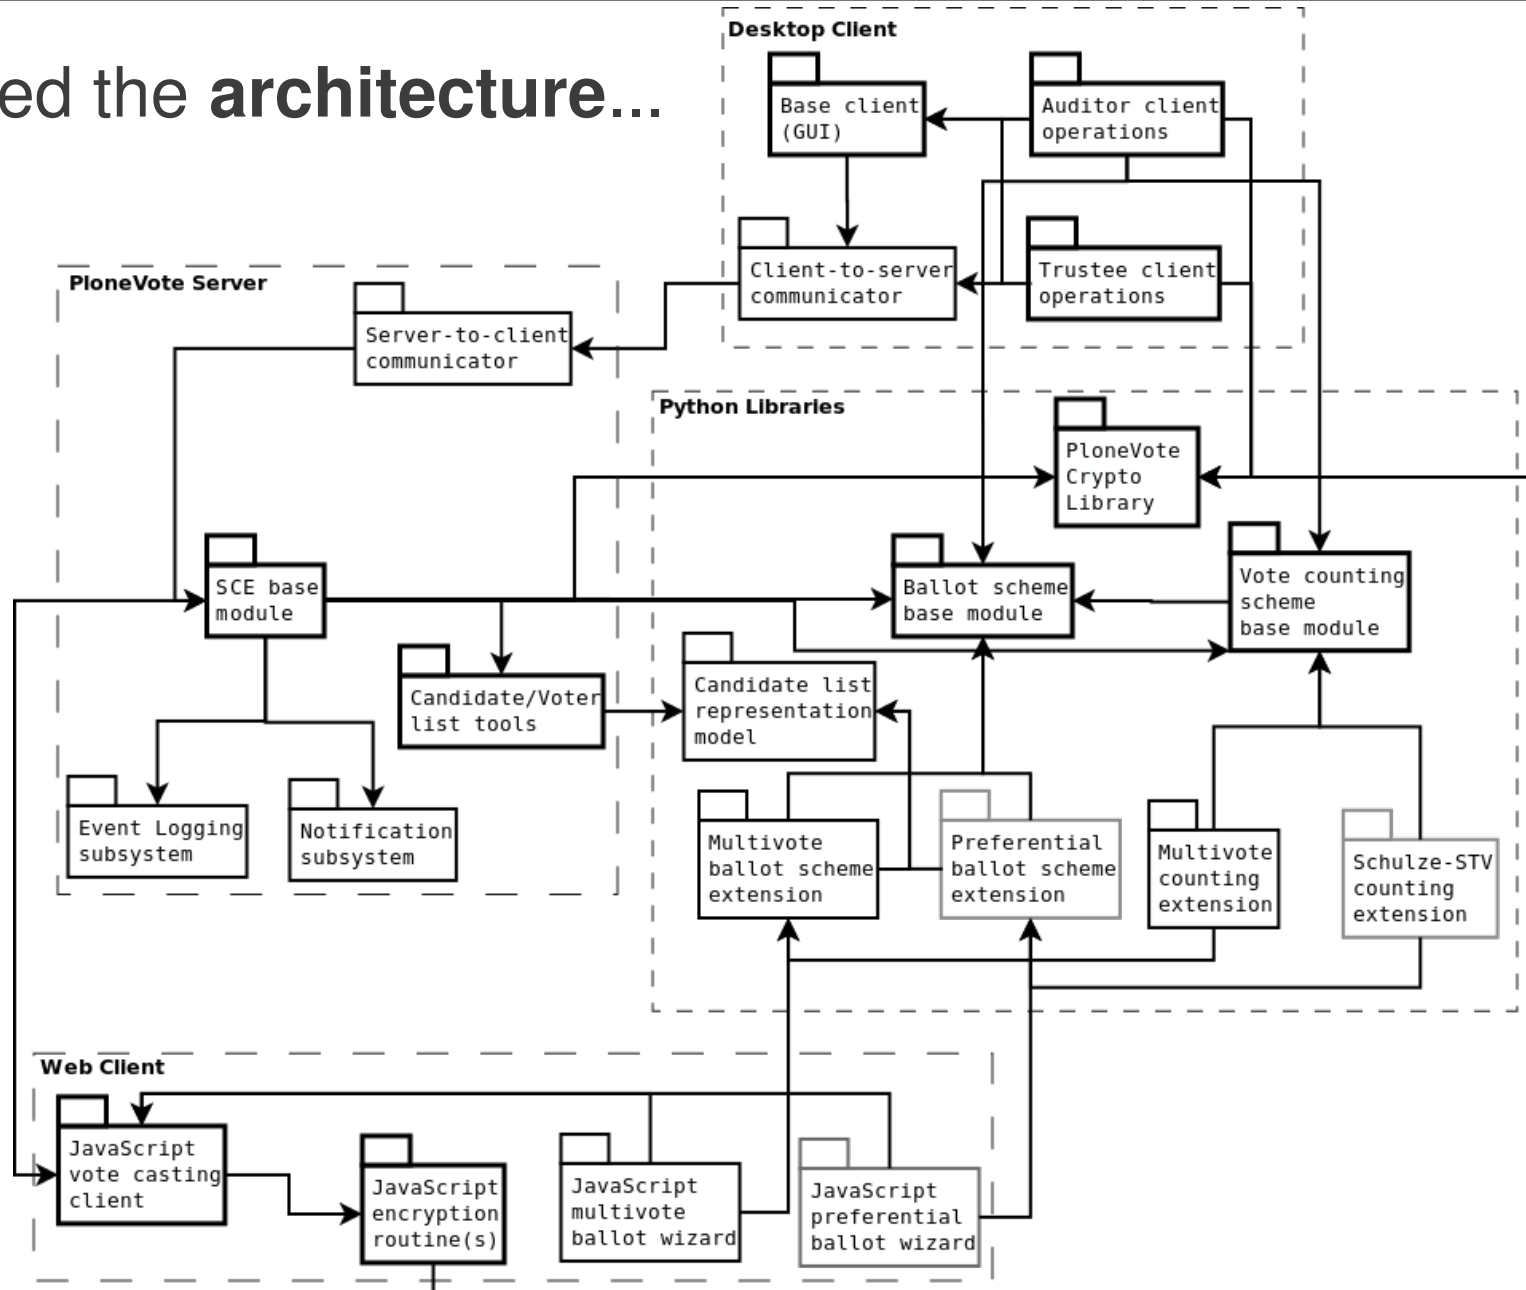 ed the architecture...
Desktop Client
Base client
(GUI)
Auditor client
operations
Client-to-server
communicator
Trustee client
operations
PloneVote Server
Server-to-client
communicator
SCE base
module
Candidate/Voter
list tools
Event Logging
subsystem
Notification
subsystem
Python Libraries
PloneVote
Crypto
Library
Ballot scheme
base module
Vote counting
scheme
base module
Candidate list
representation
model
Multivote
ballot scheme
extension
Preferential
ballot scheme
extension
Multivote
counting
extension
Schulze-STV
counting
extension
Web Client
JavaScript
vote casting
client
JavaScript
encryption
routine(s)
JavaScript
multivote
ballot wizard
JavaScript
preferential
ballot wizard